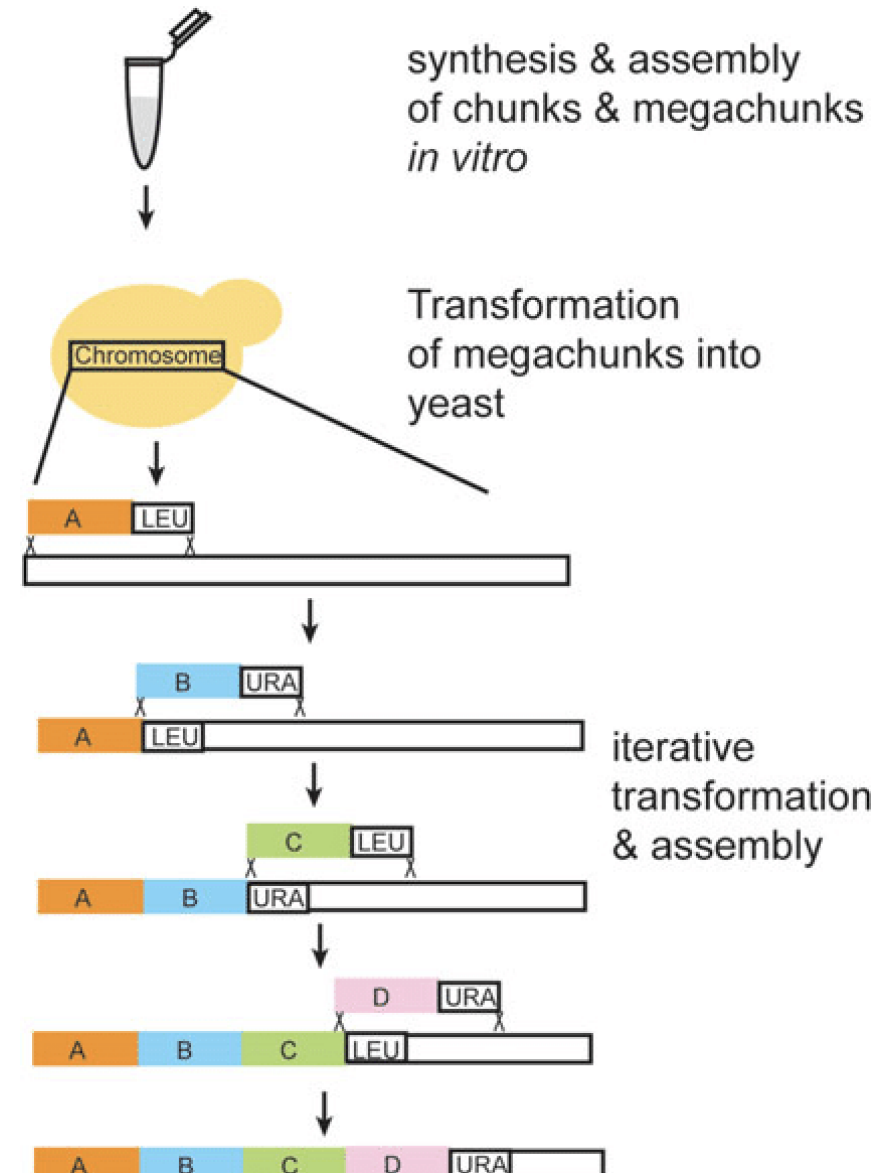 synthesis & assembly
of chunks & megachunks
in vitro
Transformation
of megachunks into
yeast
Chromosome
A LEU
B URA
A LEU
iterative
transformation
& assembly
C LEU
A B URA
D URA
A B C LEU
A B C D URA